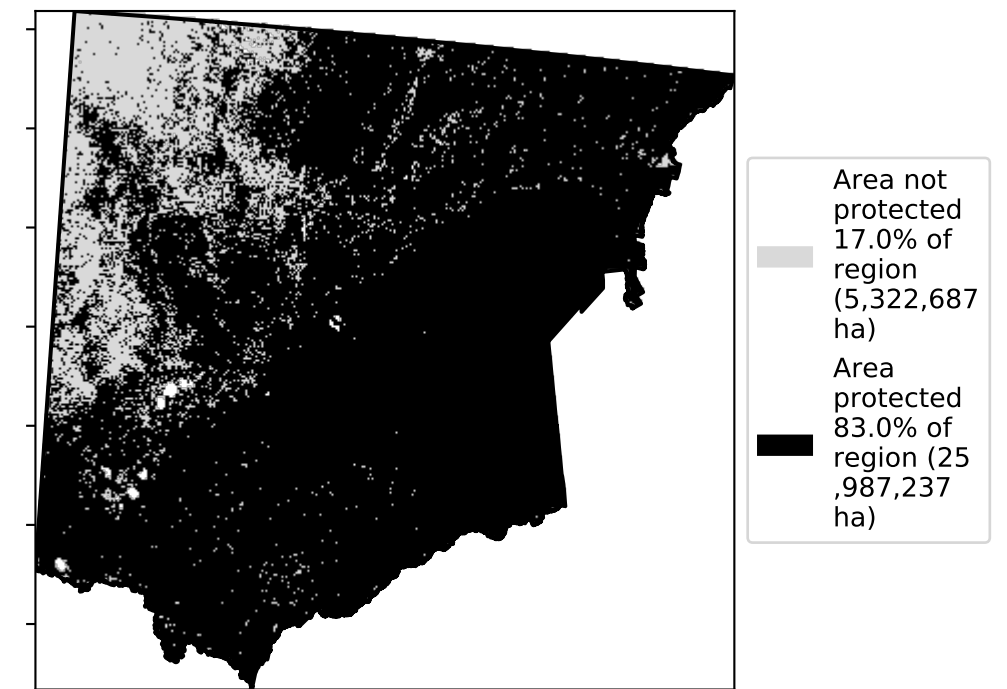 Area not
protected
17.0% of
region
(5,322,687
ha)
Area
protected
83.0% of
region (25
,987,237
ha)